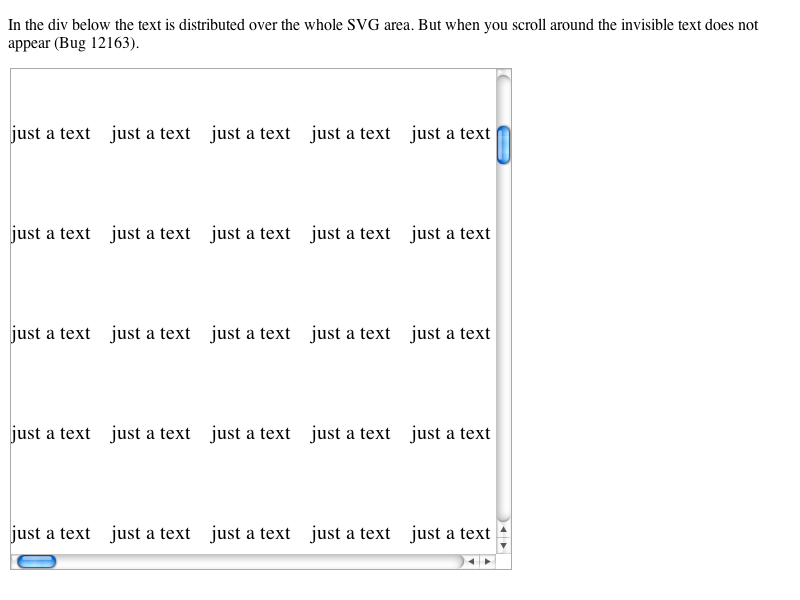 In the div below the text is distributed over the whole SVG area. But when you scroll around the invisible text does not
appear (Bug 12163).
just a text just a text just a text just a text just a text
just a text just a text just a text just a text just a text
just a text just a text just a text just a text just a text
just a text just a text just a text just a text just a text
just a text just a text just a text just a text just a text